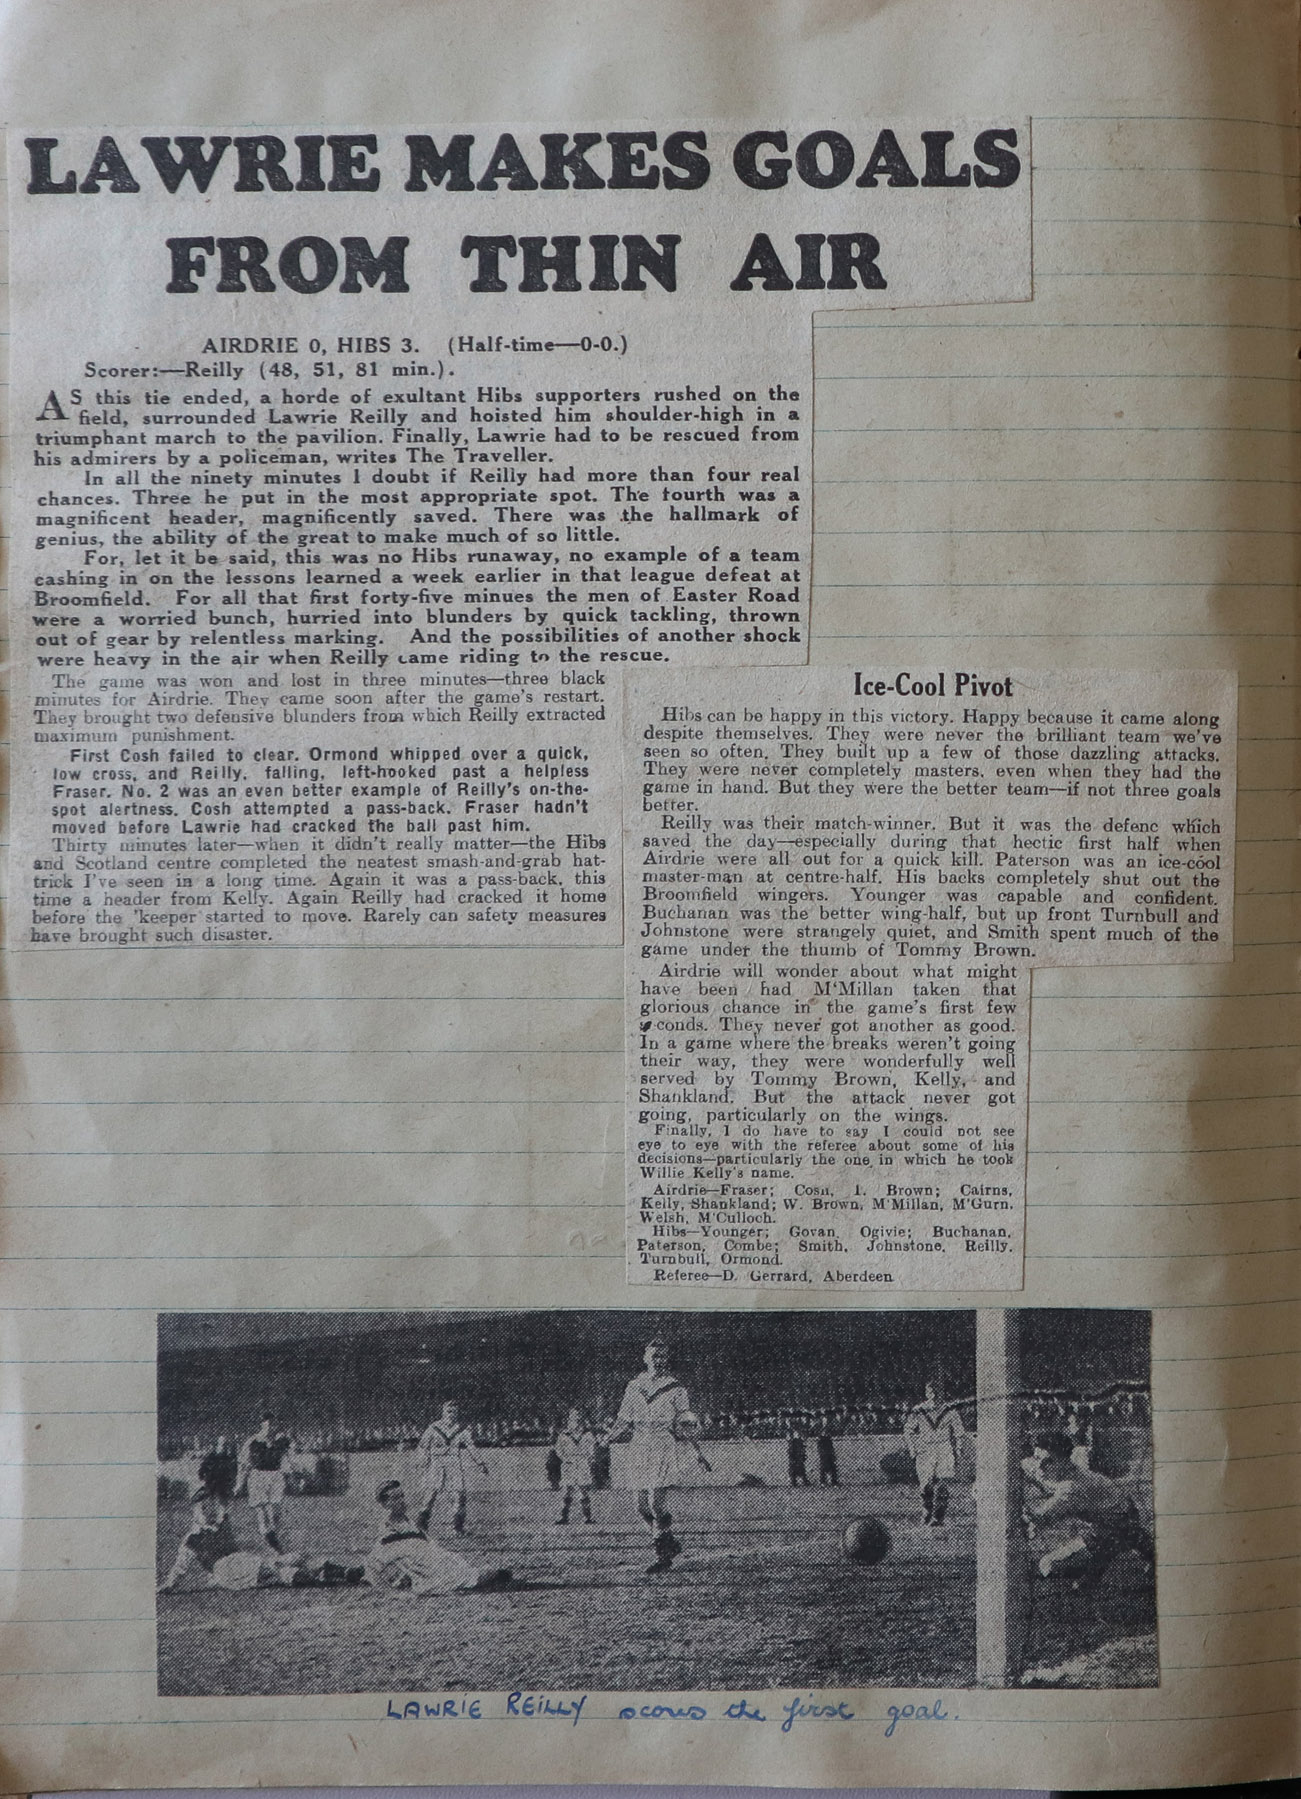 LAWRIE MAKES GOALS
FROM THIN AIR
AIRDRIE 0, HIBS 3. (Half-time—0-0.)
Scorer:—Reilly (48, 51, 81 min.).
AS this tie ended, a horde of exultant Hibs supporters rushed on the
field, surrounded Lawrie Reilly and hoisted him shoulder-high in a
triumphant march to the pavilion. Finally, Lawrie had to be rescued from
his admirers by a policeman, writes The Traveller.
In all the ninety minutes I doubt if Reilly had more than four real
chances. Three he put in the most appropriate spot. The fourth was a
magnificent header, magnificently saved. There was the hallmark of
genius, the ability of the great to make much of so little.
For, let it be said, this was no Hibs runaway, no example of a team
cashing in on the lessons learned a week earlier in that league defeat at
Broomfield. For all that first forty-five minues the men of Easter Road
were a worried bunch, hurried into blunders by quick tackling, thrown
out of gear by relentless marking. And the possibilities of another shock
were heavy in the air when Reilly came riding to the rescue.
The game was won and lost in three minutes—three black
minutes for Airdrie. They came soon after the game's restart.
They brought two defensive blunders from which Reilly extracted
maximum punishment.
First Cosh failed to clear. Ormond whipped over a quick,
low cross, and Reilly, falling, left-hooked past a helpless
Fraser. No. 2 was an even better example of Reilly's on-the-
spot alertness. Cosh attempted a pass-back. Fraser hadn't
moved before Lawrie had cracked the ball past him.
Thirty minutes later—when it didn't really matter—the Hibs
and Scotland centre completed the neatest smash-and-grab hat-
trick I've seen in a long time. Again it was a pass-back, this
time a header from Kelly. Again Reilly had cracked it home
before the 'keeper started to move. Rarely can safety measures
have brought such disaster.
Ice-Cool Pivot
Hibs can be happy in this victory. Happy because it came along
despite themselves. They were never the brilliant team we've
seen so often. They built up a few of those dazzling attacks.
They were never completely masters, even when they had the
game in hand. But they were the better team—if not three goals
better.
Reilly was their match-winner. But it was the defenc which
saved the day—especially during that hectic first half when
Airdrie were all out for a quick kill. Paterson was an ice-cool
master-man at centre-half. His backs completely shut out the
Broomfield wingers. Younger was capable and confident.
Buchanan was the better wing-half, but up front Turnbull and
Johnstone were strangely quiet, and Smith spent much of the
game under the thumb of Tommy Brown.
Airdrie will wonder about what might
have been had M'Millan taken that
glorious chance in the game's first few
seconds. They never got another as good.
In a game where the breaks weren't going
their way, they were wonderfully well
served by Tommy Brown, Kelly, and
Shankland. But the attack never got
going, particularly on the wings.
Finally, I do have to say I could not see
eye to eye with the referee about some of his
decisions—particularly the one in which he took
Willie Kelly's name.
Airdrie—Fraser; Cosh, T. Brown; Cairns,
Kelly, Shankland; W. Brown, M'Millan, M'Gurn,
Welsh, M'Culloch.
Hibs—Younger; Govan, Ogivie; Buchanan,
Paterson, Combe; Smith, Johnstone, Reilly,
Turnbull, Ormond.
Referee—D. Gerrard, Aberdeen
LAWRIE REILLY scores the first goal.